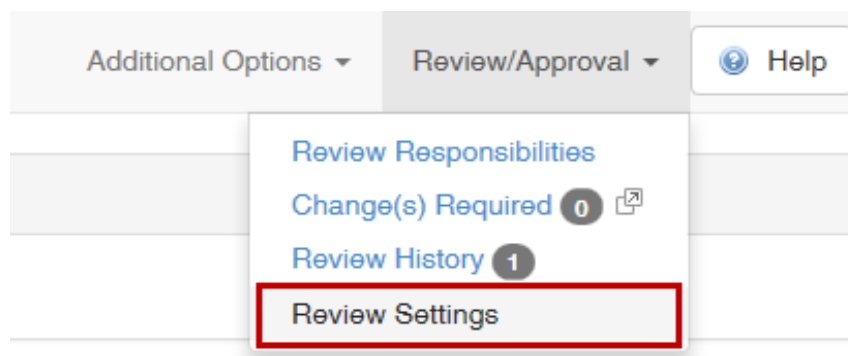 Additional Options Review/Approval Help
Review Responsibilities
Change(s) Required 0
Review History 1
Review Settings